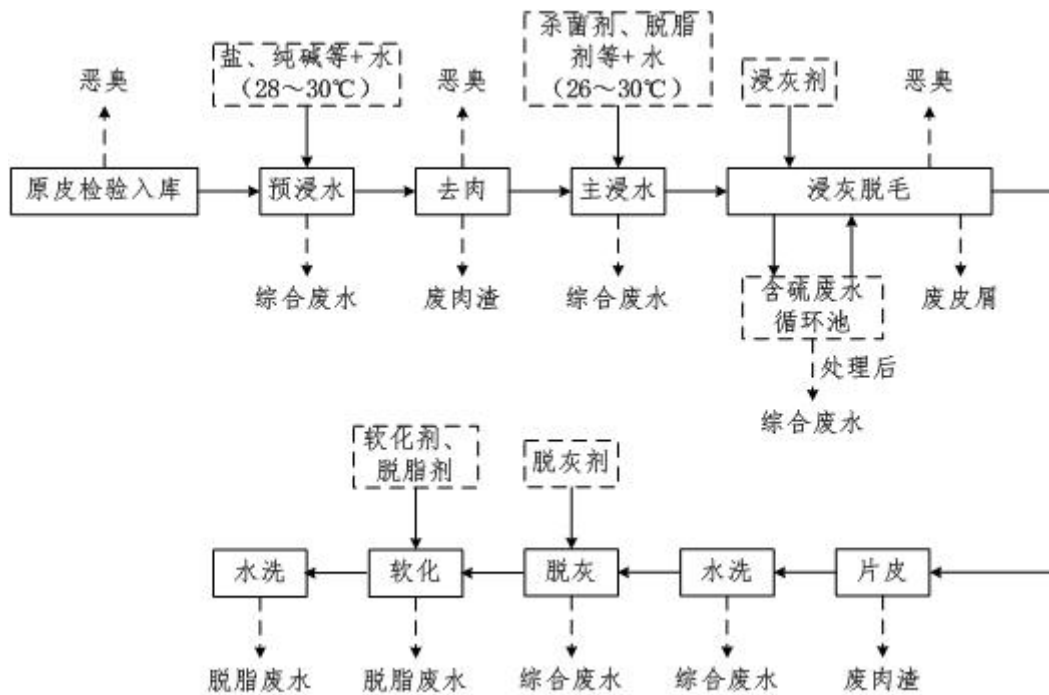 盐、纯碱等+水
（28～30℃）
杀菌剂、脱脂
剂等+水
（26～30℃）
恶臭
恶臭
浸灰剂
恶臭
原皮检验入库
预浸水
去肉
主浸水
浸灰脱毛
综合废水
废肉渣
综合废水
含硫废水
循环池
废皮屑
处理后
综合废水
软化剂、
脱脂剂
脱灰剂
水洗
软化
脱灰
水洗
片皮
脱脂废水
脱脂废水
综合废水
综合废水
废肉渣